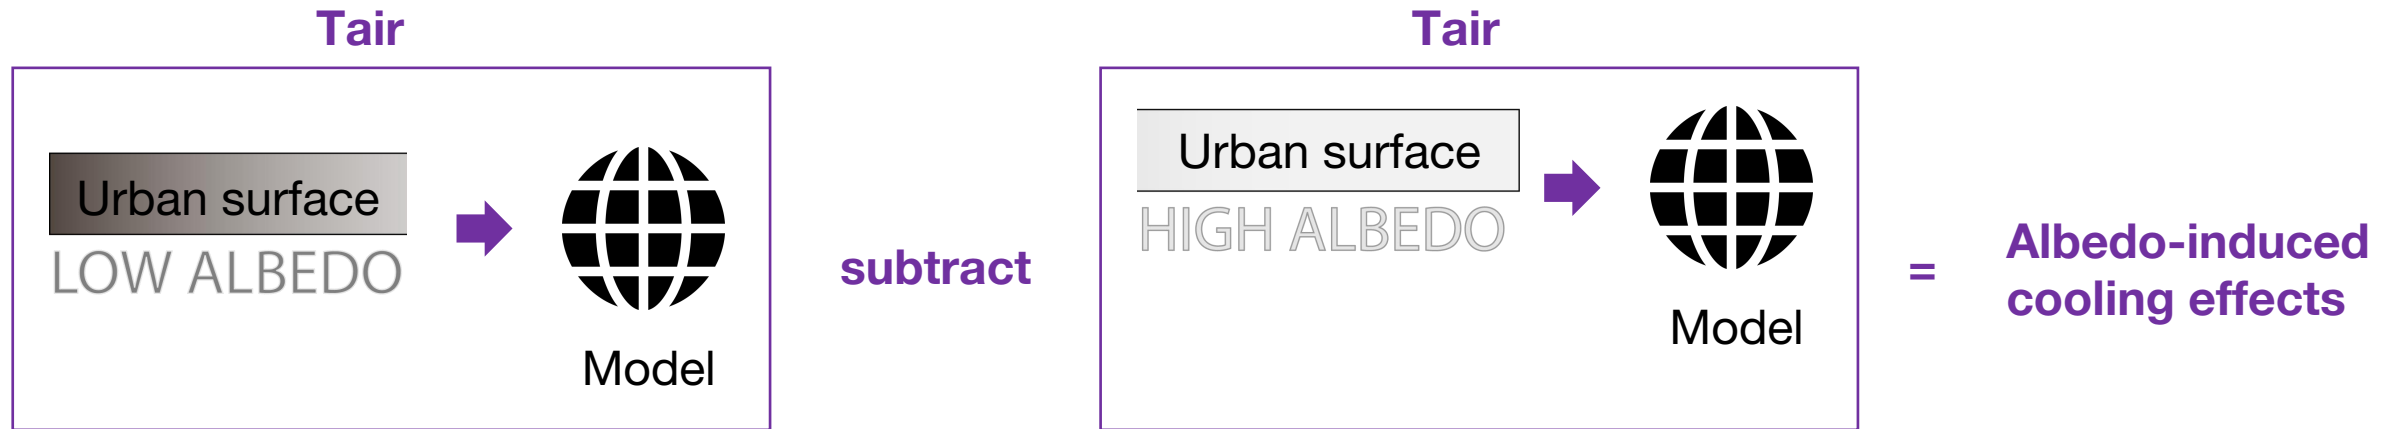 Tair
Urban surface
LOW ALBEDO
Model
subtract
Tair
Urban surface
HIGH ALBEDO
Model
=
Albedo-induced
cooling effects